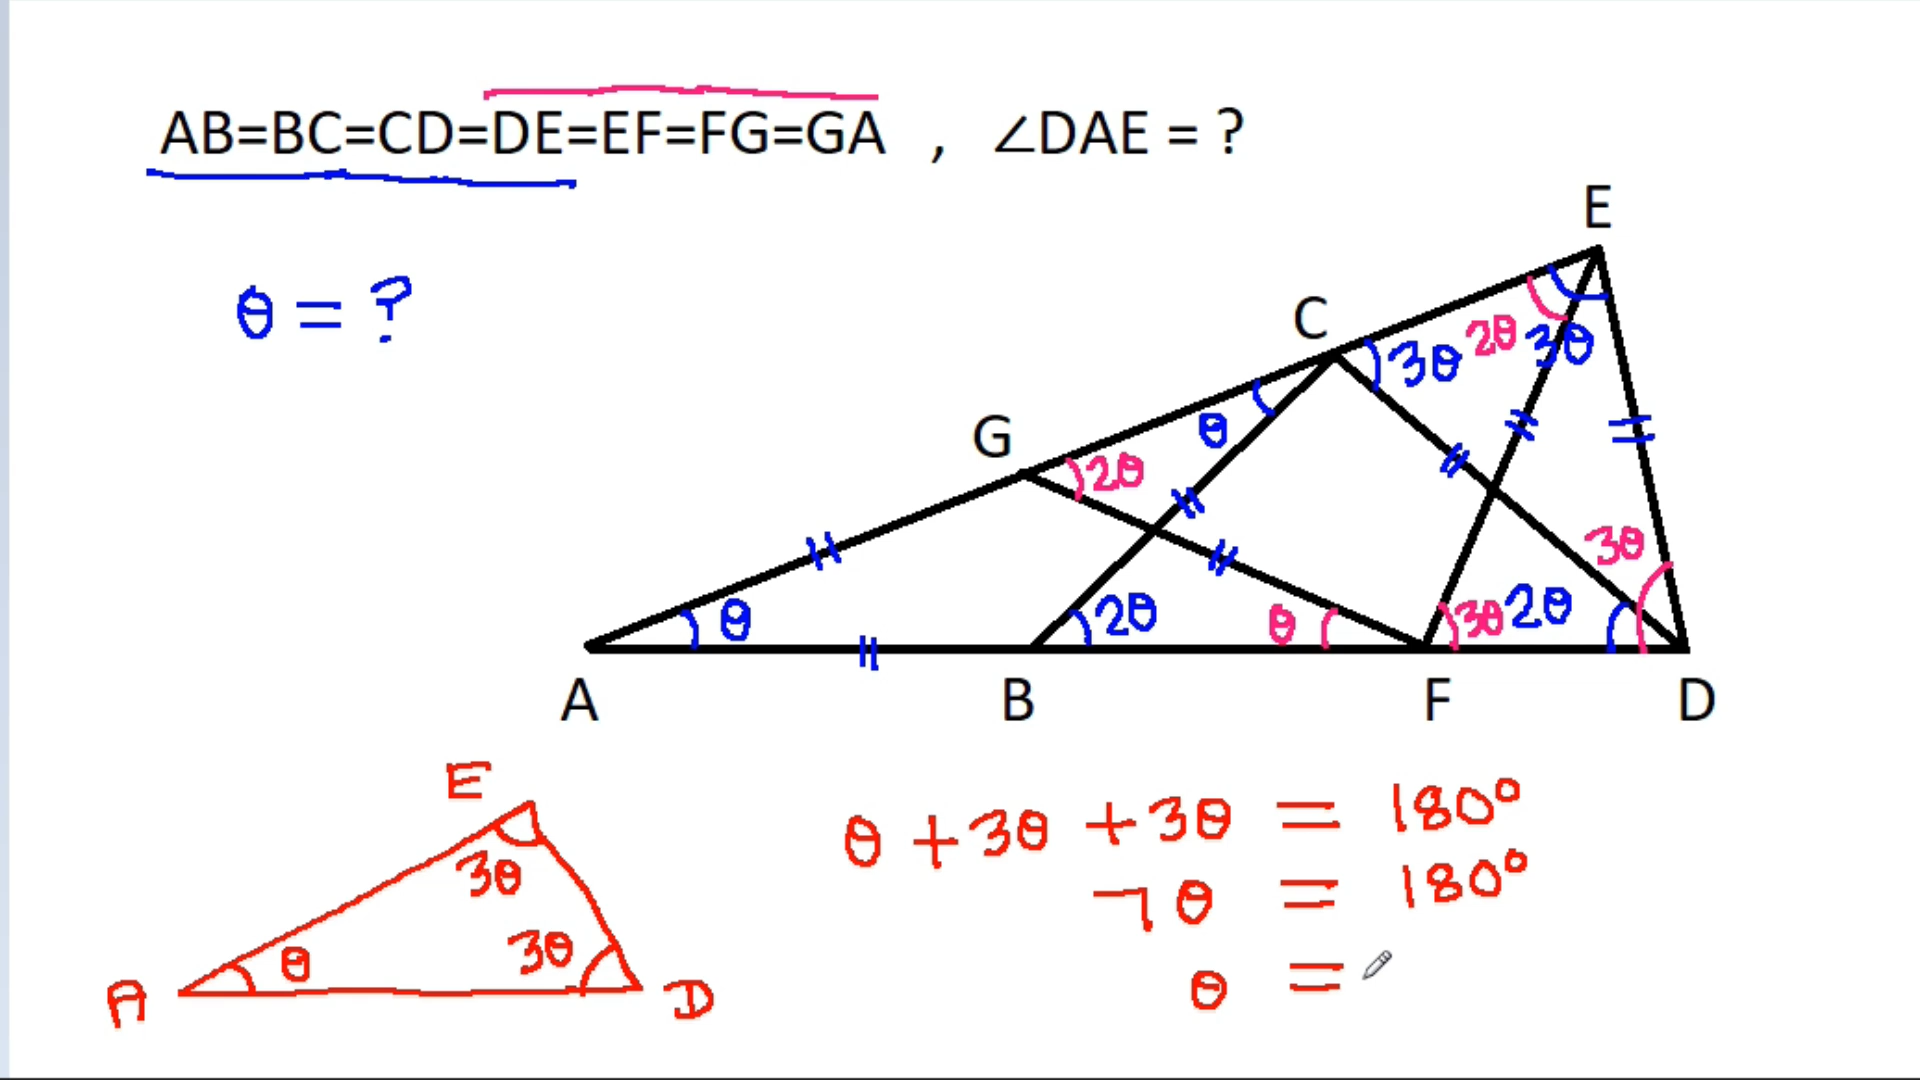 AB=BC=CD=DE=EF=FG=GA , ∠DAE = ?
θ = ?
E
C
3θ 2θ 3θ
G
θ
2θ
3θ
θ 2θ θ 3θ 2θ
A B F D
E
3θ
θ 3θ
A D
θ + 3θ + 3θ = 180°
7θ = 180°
θ =